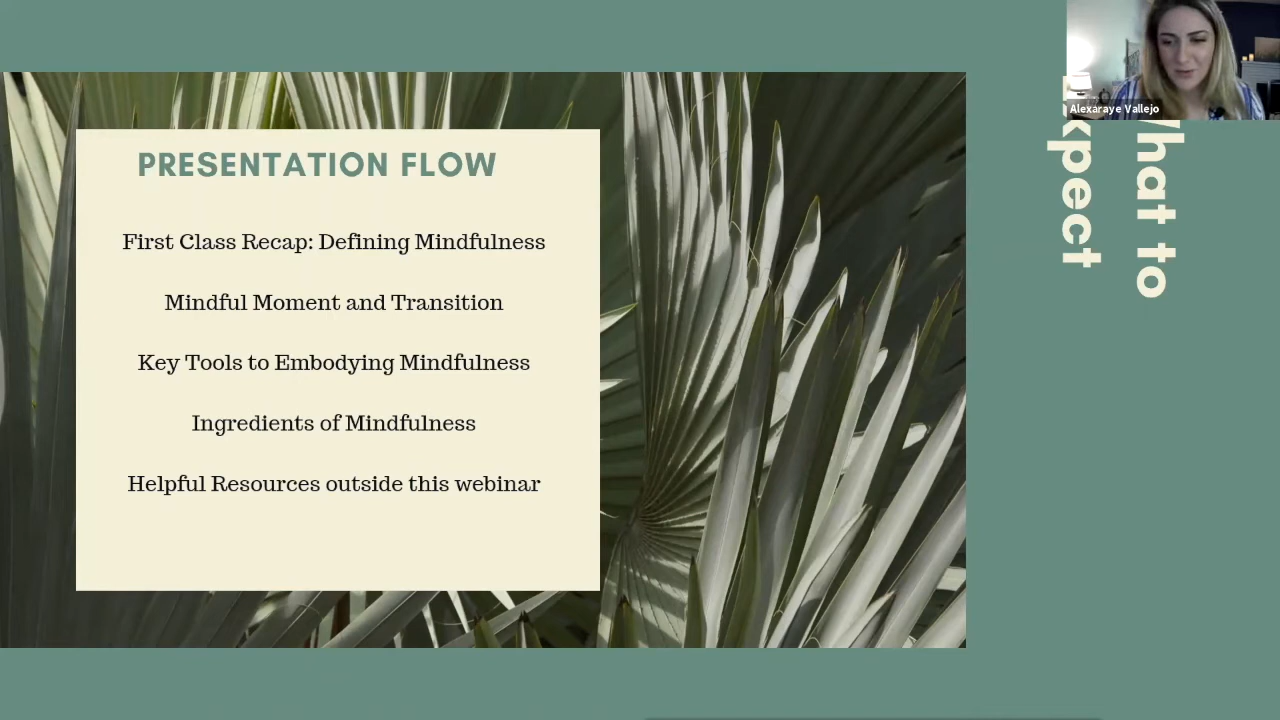 PRESENTATION FLOW
First Class Recap: Defining Mindfulness
Mindful Moment and Transition
Key Tools to Embodying Mindfulness
Ingredients of Mindfulness
Helpful Resources outside this webinar
Alexaraye Vallejo
to